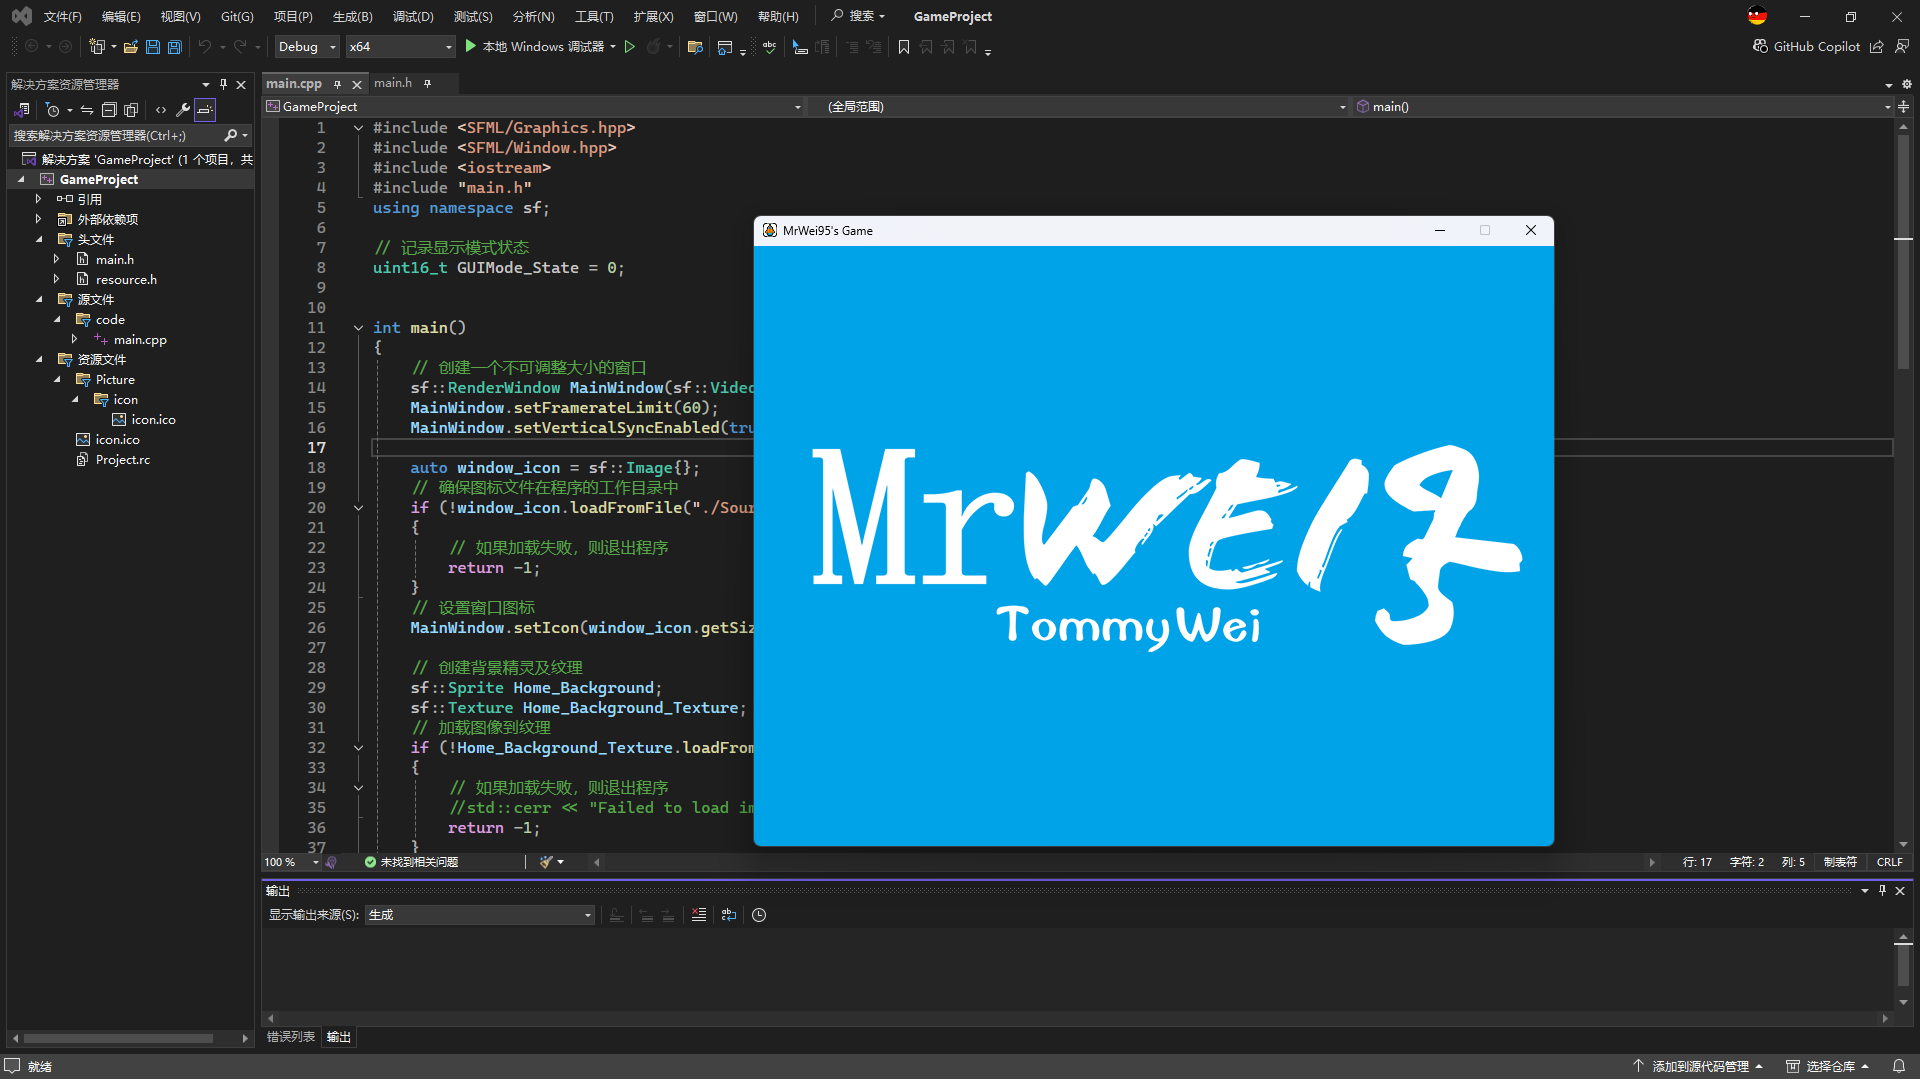 文件(F) 编辑(E) 视图(V) Git(G) 项目(P) 生成(B) 调试(D) 测试(S) 分析(N) 工具(T) 扩展(X) 窗口(W) 帮助(H) 搜索 GameProject
Debug x64 本地 Windows 调试器 GitHub Copilot
解决方案资源管理器
搜索解决方案资源管理器(Ctrl+;)
解决方案 'GameProject' (1 个项目, 共
GameProject
引用
外部依赖项
头文件
main.h
resource.h
源文件
code
main.cpp
资源文件
Picture
icon
icon.ico
icon.ico
Project.rc
main.cpp main.h
GameProject (全局范围) main()
1 #include <SFML/Graphics.hpp>
2 #include <SFML/Window.hpp>
3 #include <iostream>
4 #include "main.h"
5 using namespace sf;
6
7 // 记录显示模式状态
8 uint16_t GUIMode_State = 0;
9
10
11 int main()
12 {
13 // 创建一个不可调整大小的窗口
14 sf::RenderWindow MainWindow(sf::Video
15 MainWindow.setFramerateLimit(60);
16 MainWindow.setVerticalSyncEnabled(tru
17
18 auto window_icon = sf::Image{};
19 // 确保图标文件在程序的工作目录中
20 if (!window_icon.loadFromFile("./Sour
21 {
22 // 如果加载失败, 则退出程序
23 return -1;
24 }
25 // 设置窗口图标
26 MainWindow.setIcon(window_icon.getSiz
27
28 // 创建背景精灵及纹理
29 sf::Sprite Home_Background;
30 sf::Texture Home_Background_Texture;
31 // 加载图像到纹理
32 if (!Home_Background_Texture.loadFrom
33 {
34 // 如果加载失败, 则退出程序
35 //std::cerr << "Failed to load im
36 return -1;
37 }
MrWei95's Game
MrWEI
TommyWei
100 % 未找到相关问题 行: 17 字符: 2 列: 5 制表符 CRLF
输出
显示输出来源(S): 生成
错误列表 输出
就绪 添加到源代码管理 选择仓库